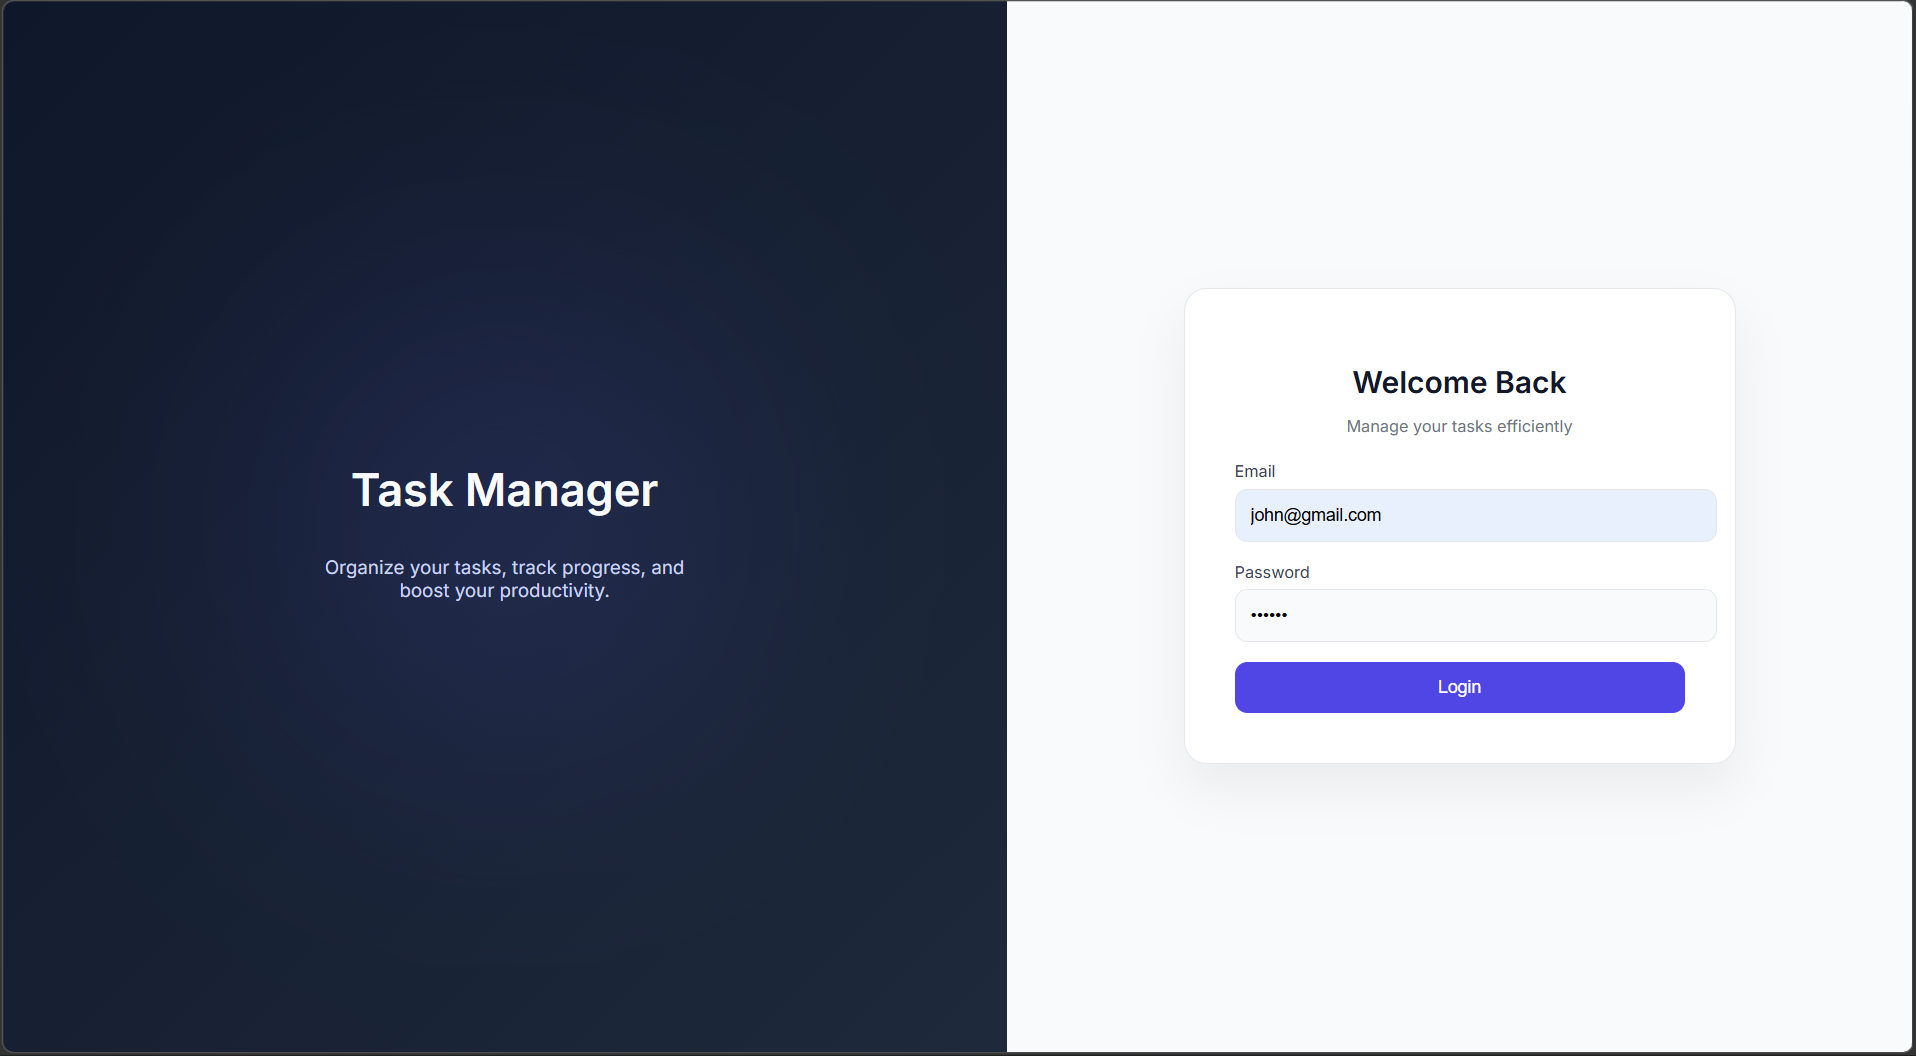 Task Manager
Organize your tasks, track progress, and
boost your productivity.
Welcome Back
Manage your tasks efficiently
Email
john@gmail.com
Password
••••••
Login